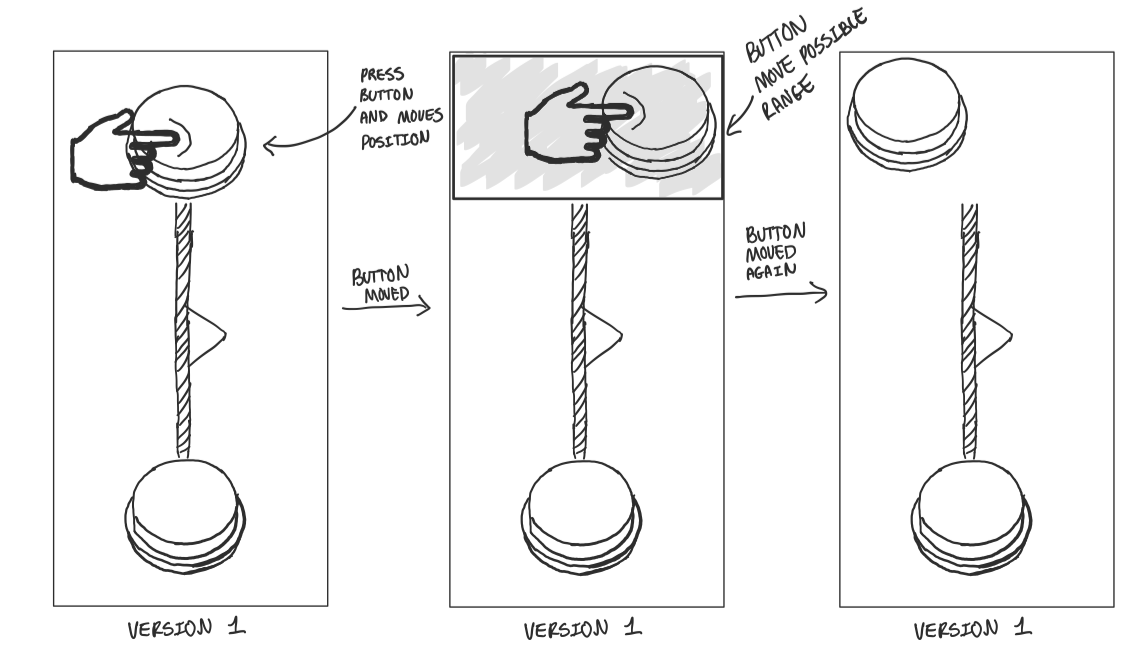 PRESS
BUTTON
AND MOVES
POSITION
BUTTON
MOVED
VERSION 1
BUTTON
MOVE POSSIBLE
RANGE
BUTTON
MOVED
AGAIN
VERSION 1
VERSION 1